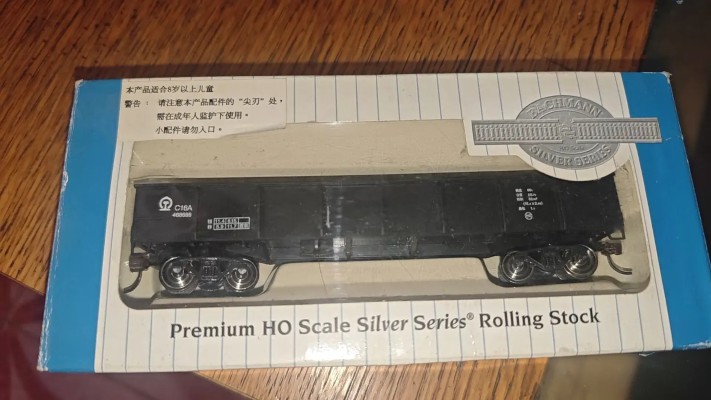 本产品适合8岁以上儿童
警告： 请注意本产品配件的“尖刃”处，
需在成年人监护下使用。
小配件请勿入口。
BACHMANN
SILVER SERIES
C16A
468888
Premium HO Scale Silver Series® Rolling Stock